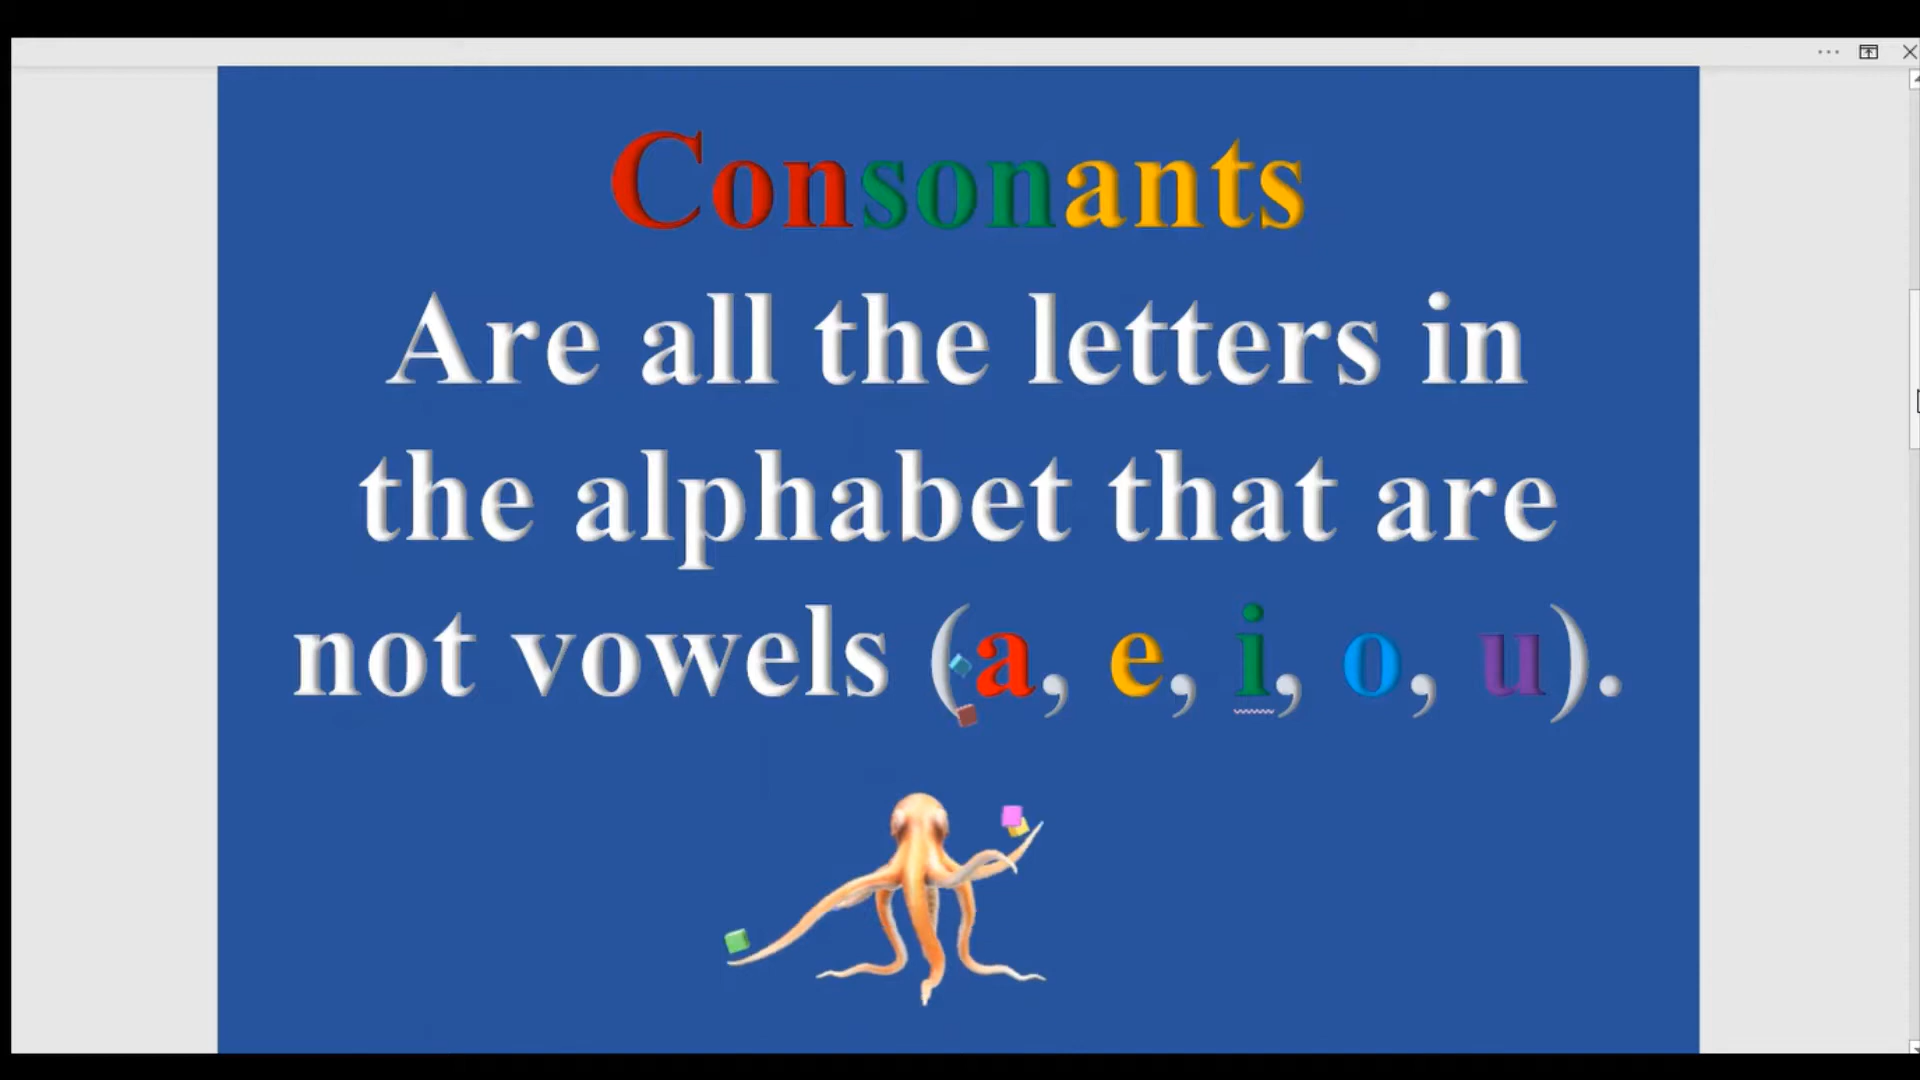 Consonants
Are all the letters in
the alphabet that are
not vowels (a, e, i, o, u).